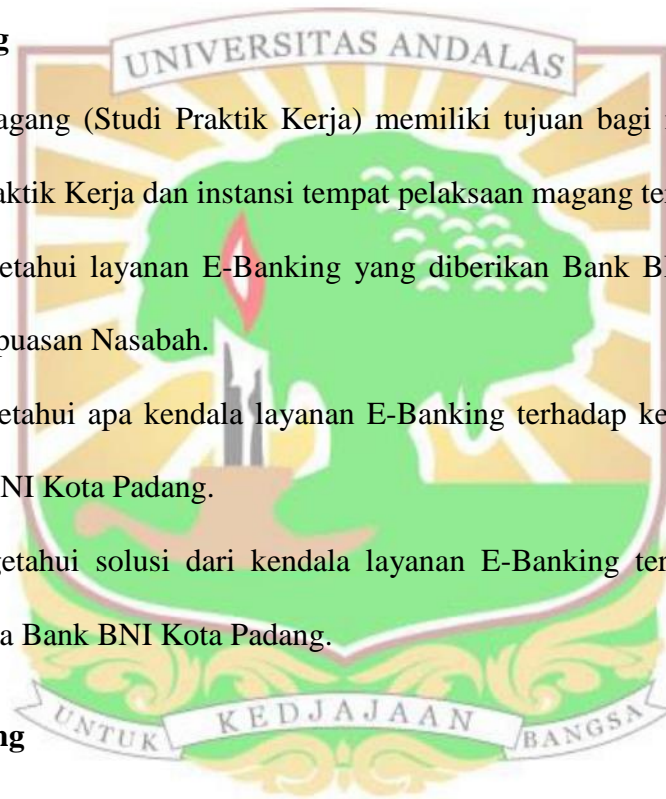 g
UNIVERSITAS ANDALAS
agang (Studi Praktik Kerja) memiliki tujuan bagi
aktik Kerja dan instansi tempat pelaksaan magang
etahui layanan E-Banking yang diberikan Bank
puasan Nasabah.
etahui apa kendala layanan E-Banking terhadap ke
NI Kota Padang.
getahui solusi dari kendala layanan E-Banking ter
a Bank BNI Kota Padang.
UNTUK KEDJAJAAN BANGSA
ng